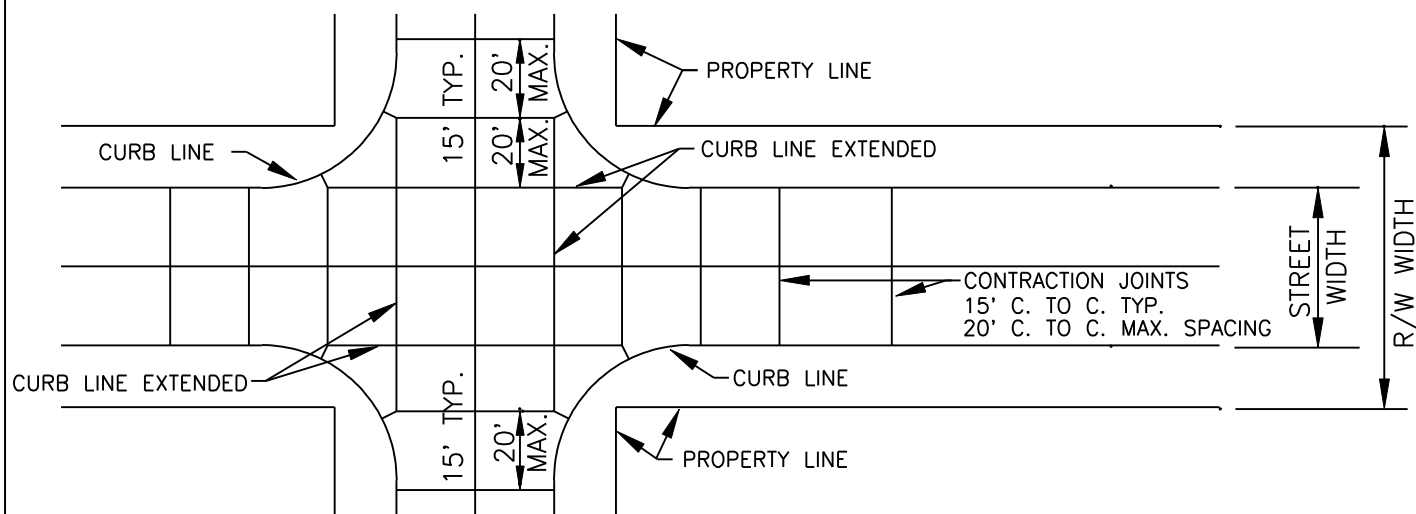 15' TYP.
20'
MAX.
PROPERTY LINE
15'
20'
MAX.
CURB LINE
CURB LINE EXTENDED
CONTRACTION JOINTS
15' C. TO C. TYP.
20' C. TO C. MAX. SPACING
STREET
WIDTH
R/W WIDTH
CURB LINE EXTENDED
CURB LINE
15' TYP.
20'
MAX.
PROPERTY LINE